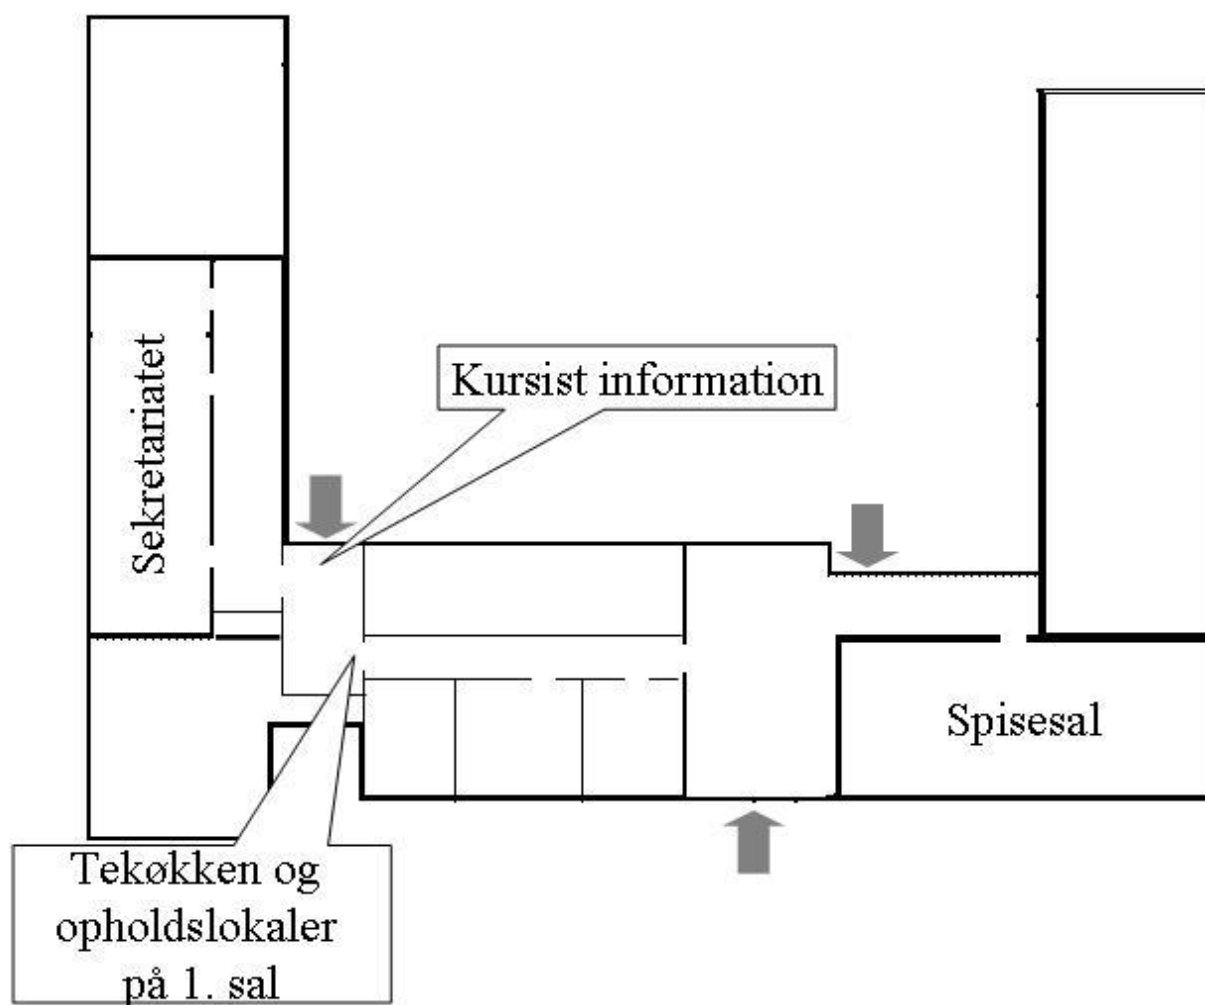 Kursist information
Sekretariatet
Spisesal
Tekøkken og
opholdslokaler
på 1. sal